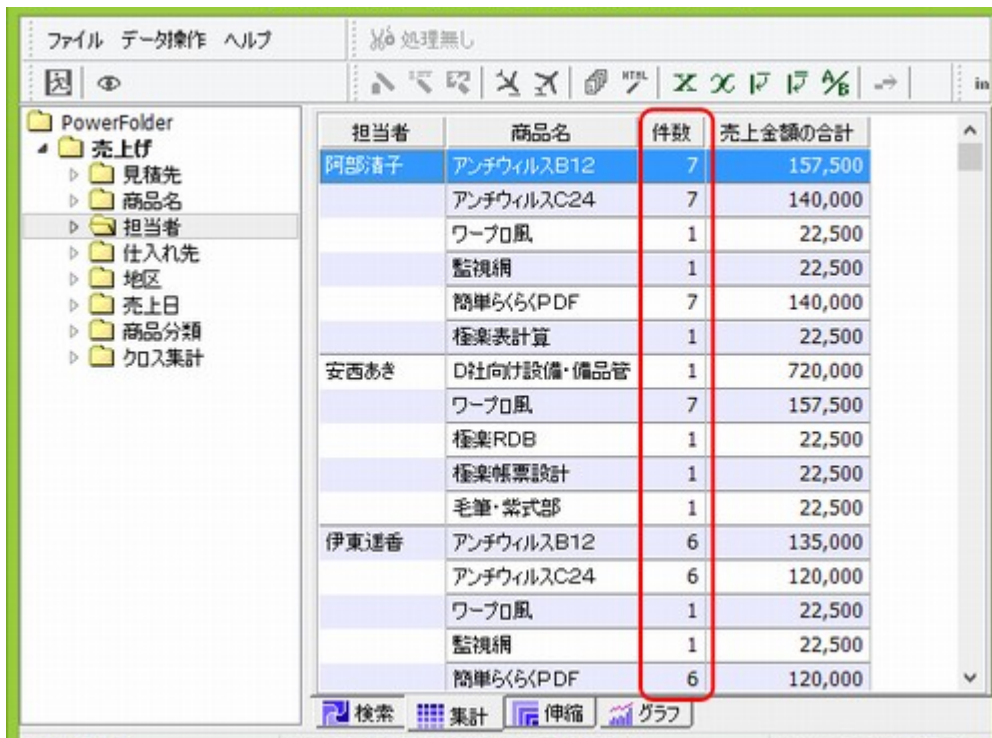 ファイル データ操作 ヘルプ 処理無し
HTML A/B in
PowerFolder
売上げ
見積先
商品名
担当者
仕入れ先
地区
売上日
商品分類
クロス集計
担当者 商品名 件数 売上金額の合計
阿部清子 アンチウィルスB12 7 157,500
アンチウィルスC24 7 140,000
ワープロ風 1 22,500
監視網 1 22,500
簡単らくらくPDF 7 140,000
極楽表計算 1 22,500
安西あき D社向け設備・備品管 1 720,000
ワープロ風 7 157,500
極楽RDB 1 22,500
極楽帳票設計 1 22,500
毛筆・紫式部 1 22,500
伊東遥香 アンチウィルスB12 6 135,000
アンチウィルスC24 6 120,000
ワープロ風 1 22,500
監視網 1 22,500
簡単らくらくPDF 6 120,000
検索 集計 伸縮 グラフ